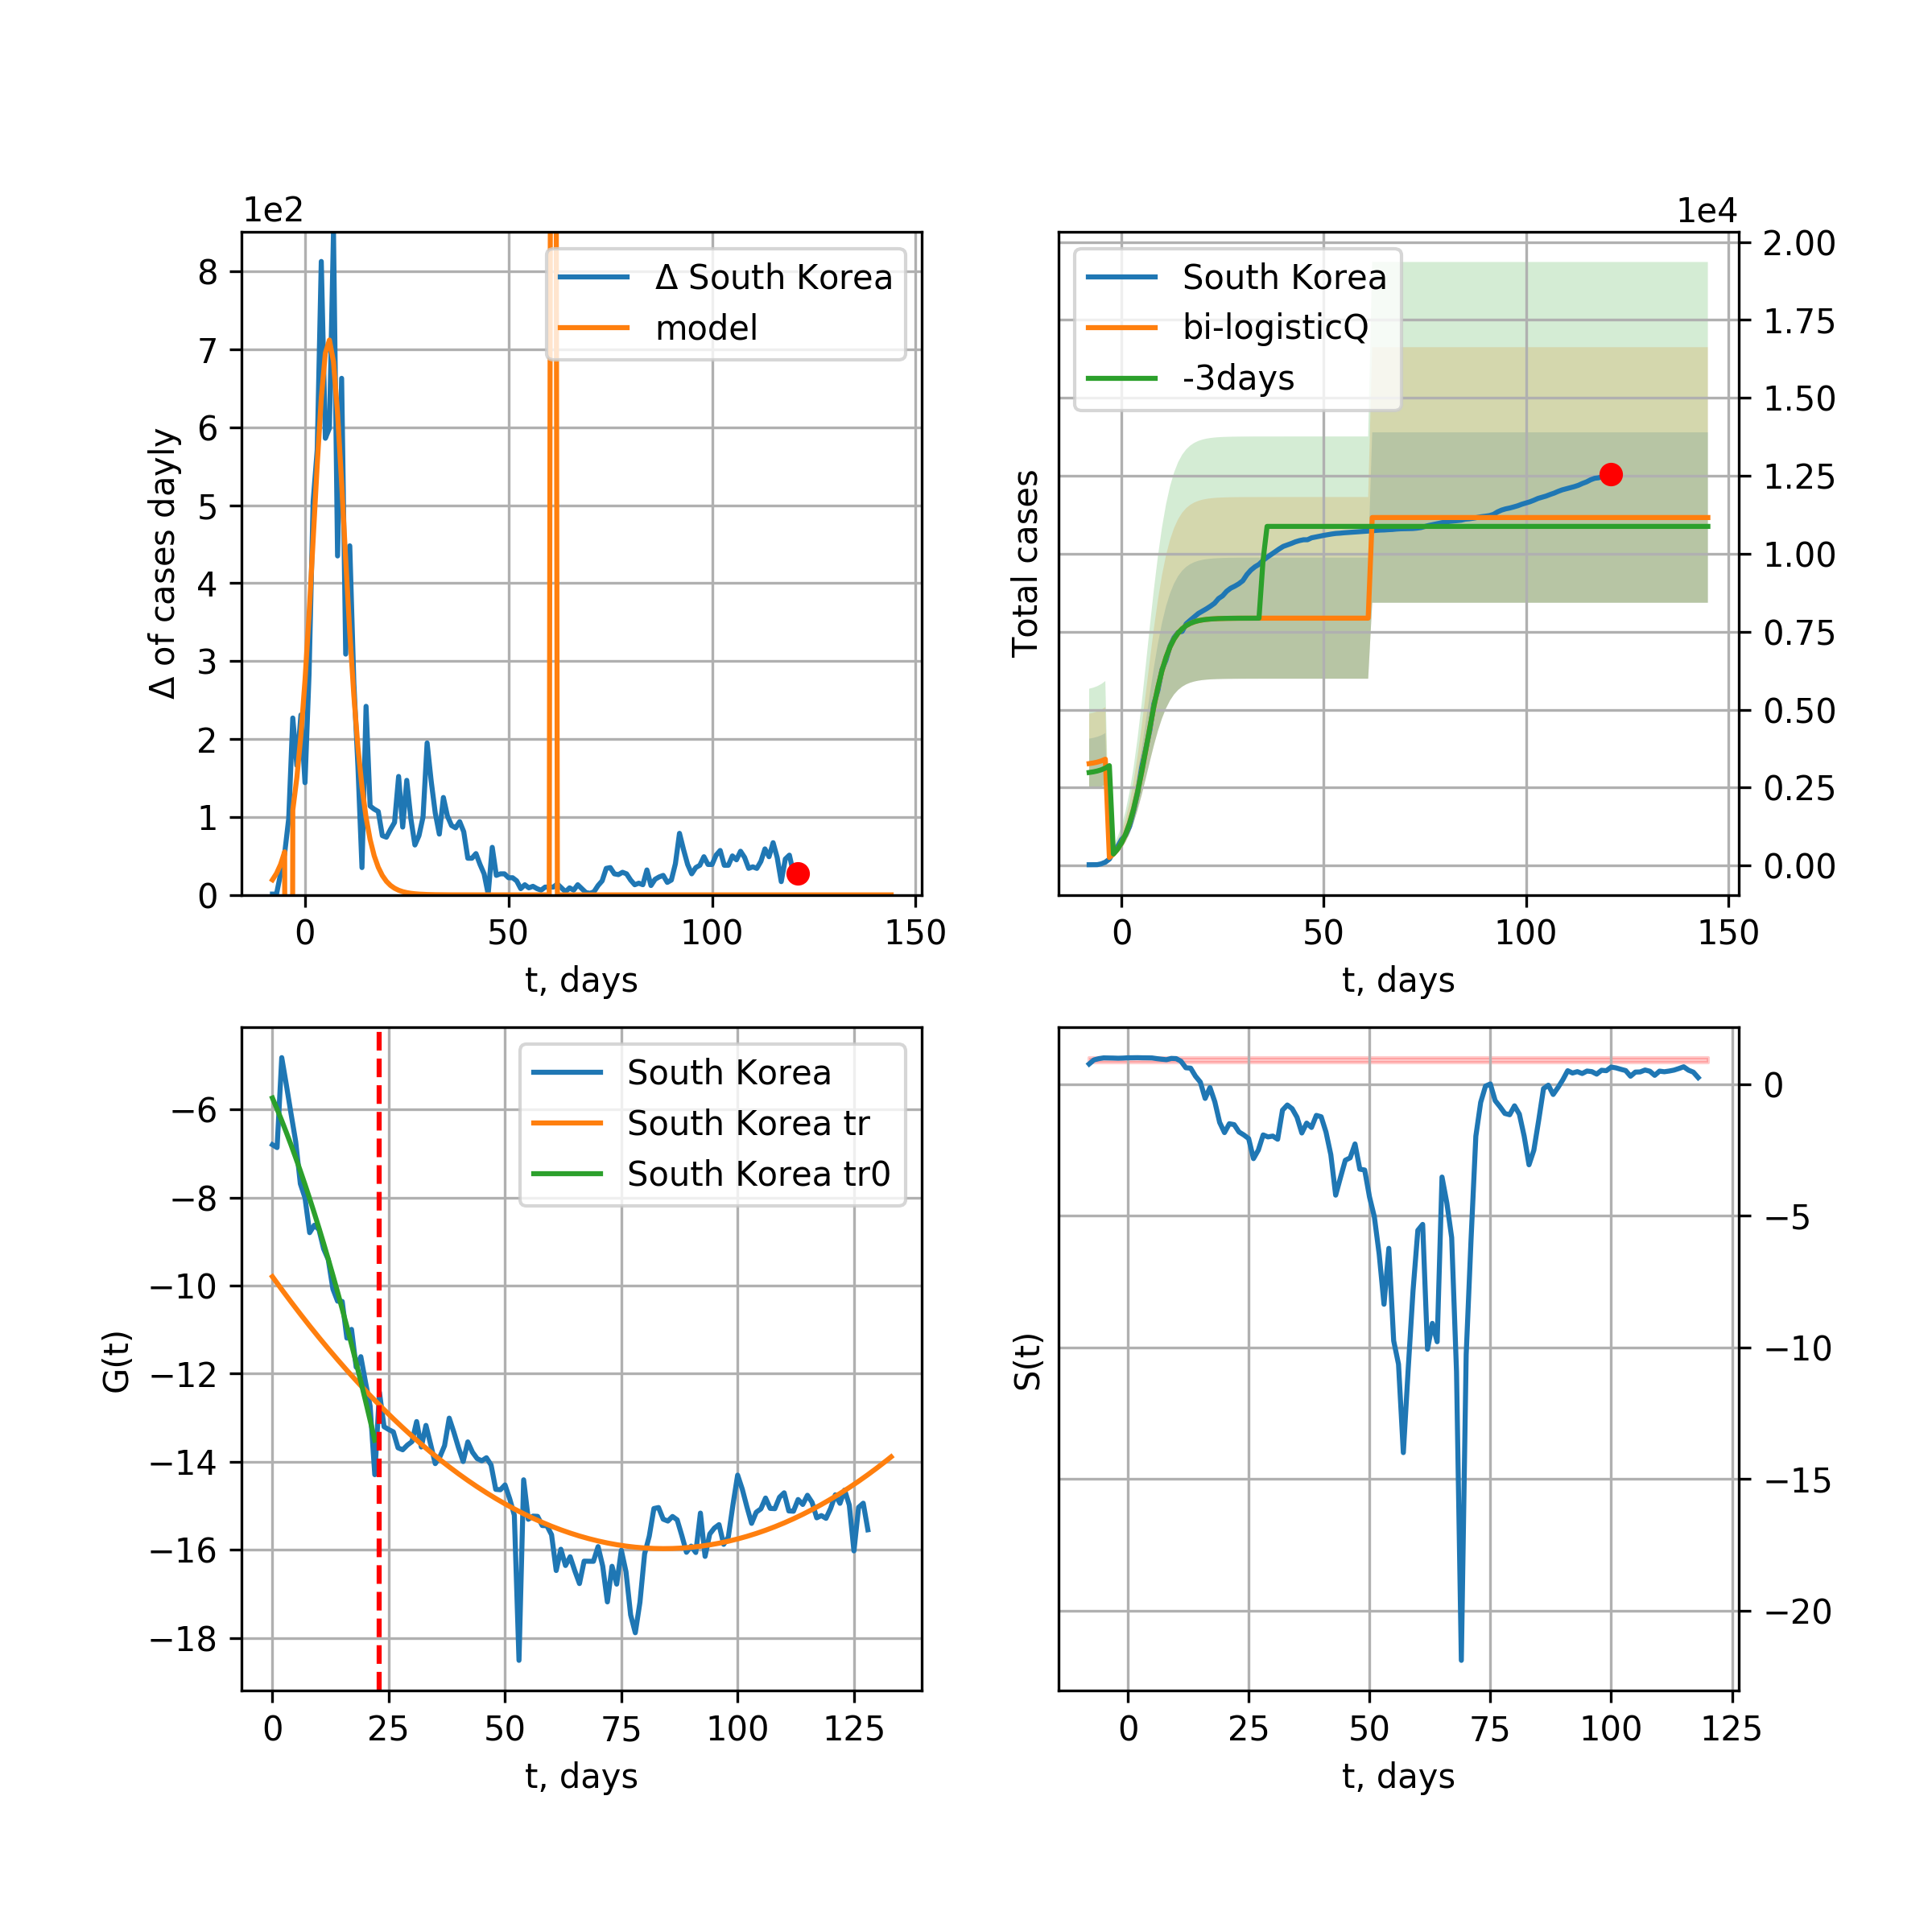 1e2
Δ of cases dayly
8
7
6
5
4
3
2
1
0
Δ South Korea
model
0 50 100 150
t, days
1e4
Total cases
South Korea
bi-logisticQ
-3days
2.00
1.75
1.50
1.25
1.00
0.75
0.50
0.25
0.00
0 50 100 150
t, days
G(t)
−6
−8
−10
−12
−14
−16
−18
South Korea
South Korea tr
South Korea tr0
0 25 50 75 100 125
t, days
S(t)
0
−5
−10
−15
−20
0 25 50 75 100 125
t, days